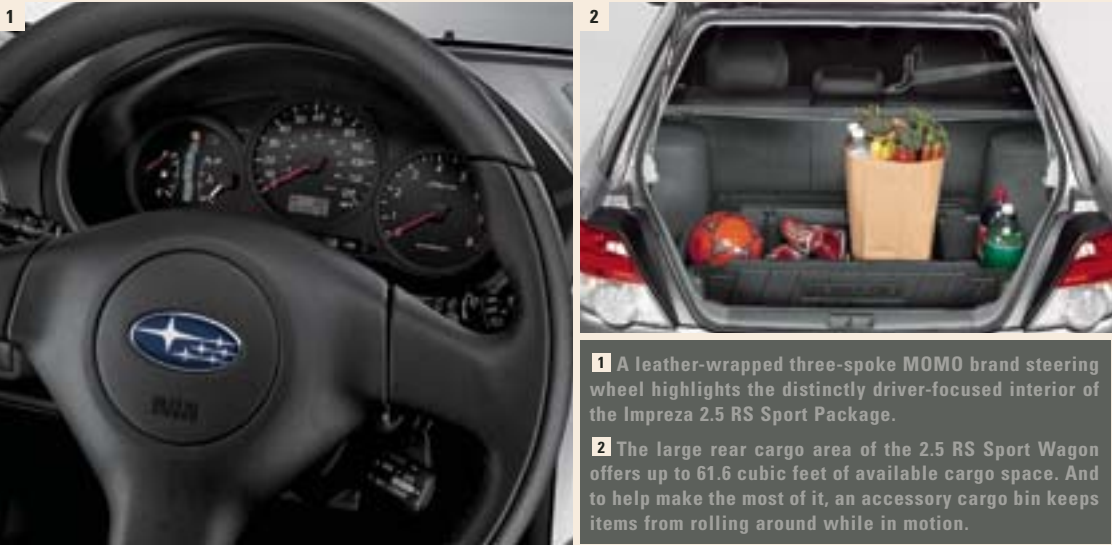 1
2
1 A leather-wrapped three-spoke MOMO brand steering
wheel highlights the distinctly driver-focused interior of
the Impreza 2.5 RS Sport Package.
2 The large rear cargo area of the 2.5 RS Sport Wagon
offers up to 61.6 cubic feet of available cargo space. And
to help make the most of it, an accessory cargo bin keeps
items from rolling around while in motion.